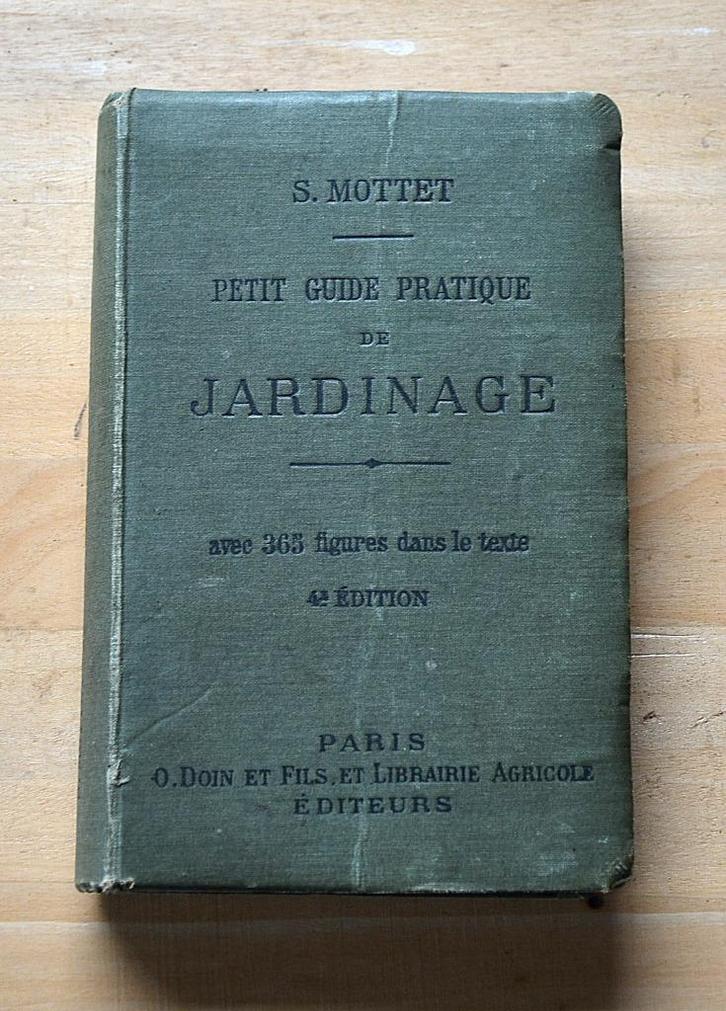 S. MOTTET
PETIT GUIDE PRATIQUE
DE
JARDINAGE
avec 365 figures dans le texte
4e ÉDITION
PARIS
O. DOIN ET FILS, ET LIBRAIRIE AGRICOLE
ÉDITEURS